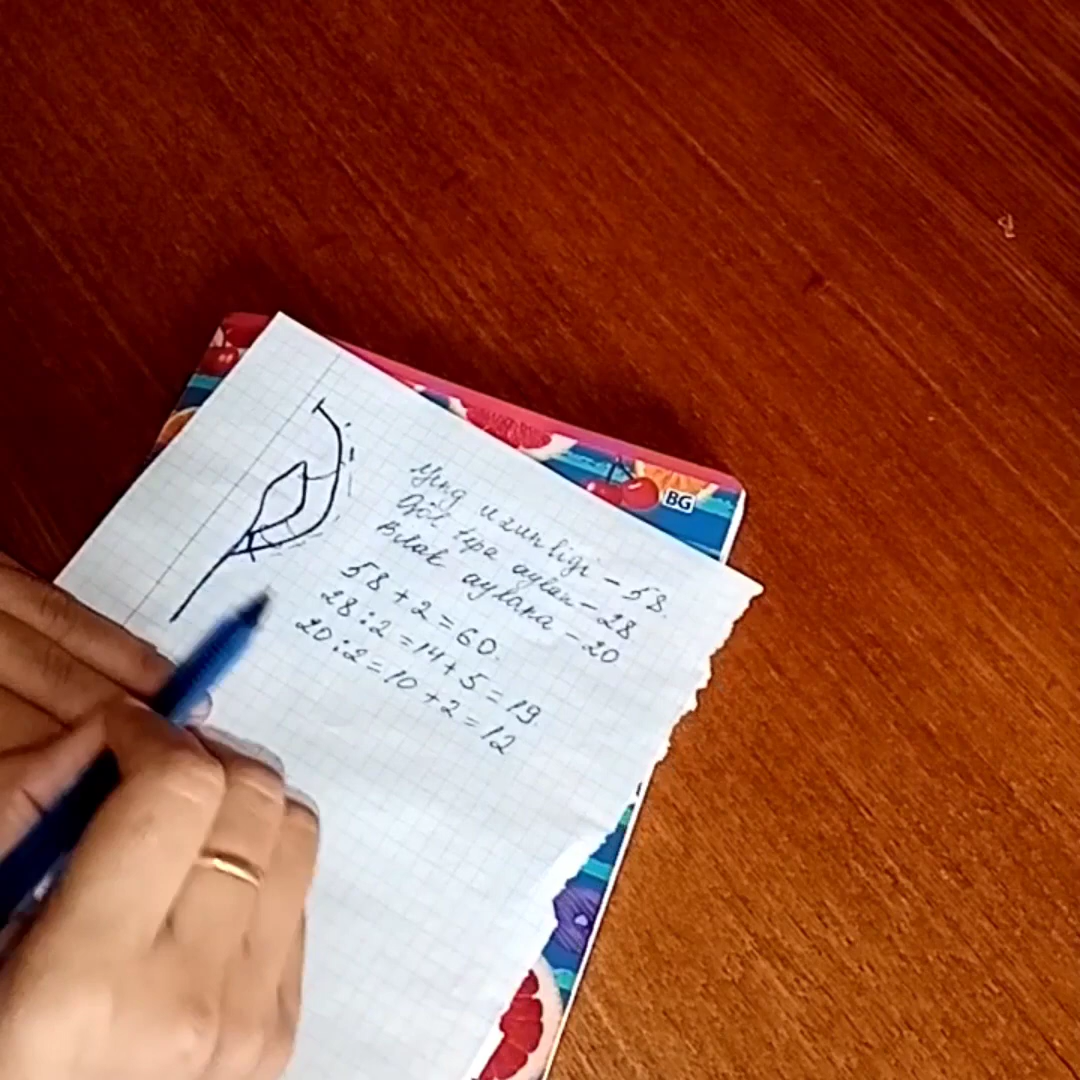 Yeng uzunligi – 58.
Qo'l tepa aylan – 28
Bilak aylana – 20
58 + 2 = 60.
28 : 2 = 14 + 5 = 19.
20 : 2 = 10 + 2 = 12
BG